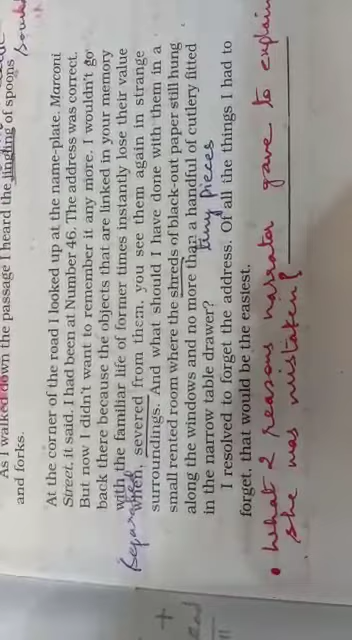 As I walked down the passage I heard the jingling of spoons
and forks.
At the corner of the road I looked up at the name-plate. Marconi
Street, it said. I had been at Number 46. The address was correct.
But now I didn't want to remember it any more. I wouldn't go
back there because the objects that are linked in your memory
with the familiar life of former times instantly lose their value
when, severed from them, you see them again in strange
surroundings. And what should I have done with them in a
small rented room where the shreds of black-out paper still hung
along the windows and no more than a handful of cutlery fitted
in the narrow table drawer?
tiny pieces
I resolved to forget the address. Of all the things I had to
forget, that would be the easiest.
• What 2 reasons narrator gave to explain
she was mistaken?